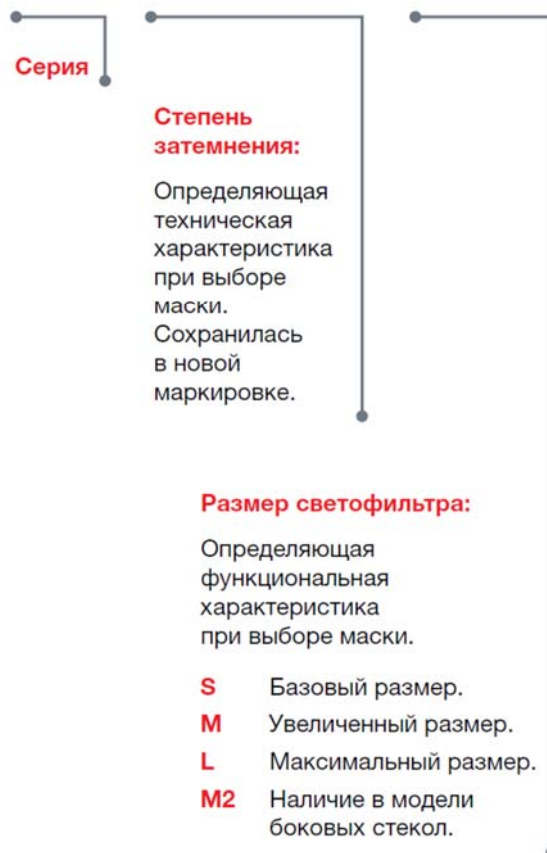 Серия
Степень
затемнения:
Определяющая
техническая
характеристика
при выборе
маски.
Сохранилась
в новой
маркировке.
Размер светофильтра:
Определяющая
функциональная
характеристика
при выборе маски.
S Базовый размер.
M Увеличенный размер.
L Максимальный размер.
M2 Наличие в модели
боковых стекол.